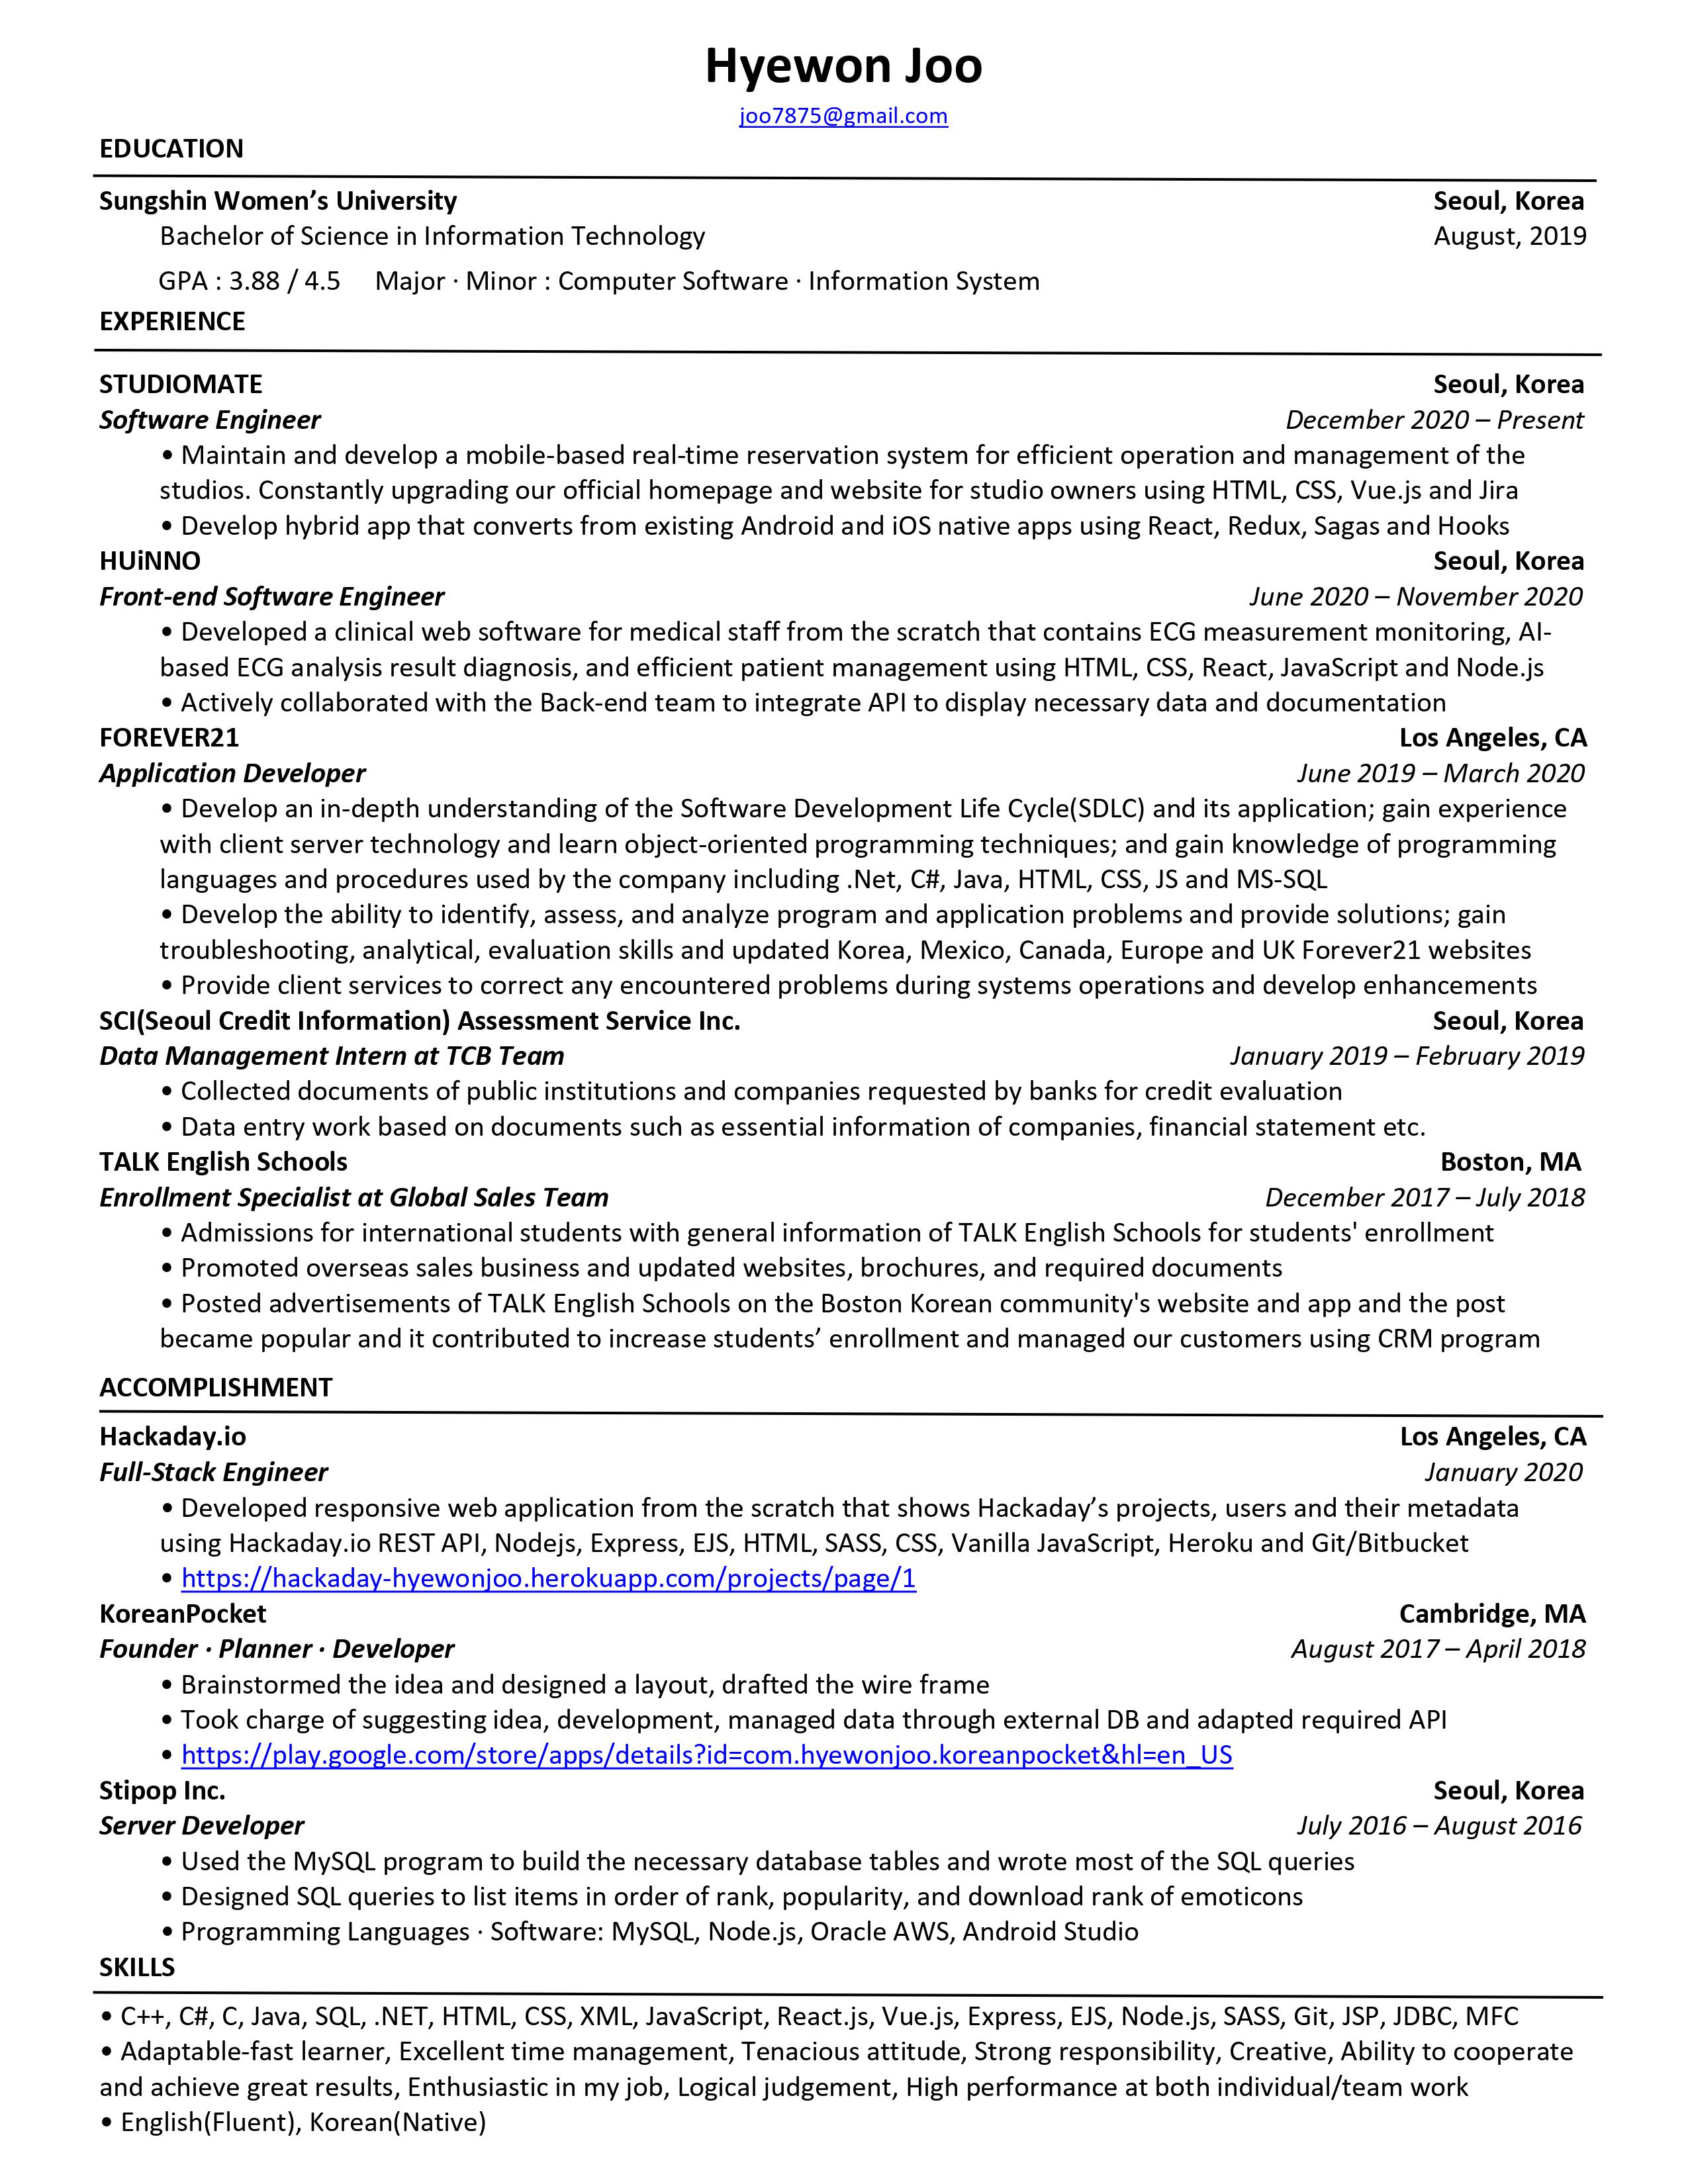 Hyewon Joo
joo7875@gmail.com
EDUCATION
Sungshin Women’s University Seoul, Korea
Bachelor of Science in Information Technology August, 2019
GPA : 3.88 / 4.5 Major · Minor : Computer Software · Information System
EXPERIENCE
STUDIOMATE Seoul, Korea
Software Engineer December 2020 – Present
• Maintain and develop a mobile-based real-time reservation system for efficient operation and management of the
studios. Constantly upgrading our official homepage and website for studio owners using HTML, CSS, Vue.js and Jira
• Develop hybrid app that converts from existing Android and iOS native apps using React, Redux, Sagas and Hooks
HUiNNO Seoul, Korea
Front-end Software Engineer June 2020 – November 2020
• Developed a clinical web software for medical staff from the scratch that contains ECG measurement monitoring, AI-
based ECG analysis result diagnosis, and efficient patient management using HTML, CSS, React, JavaScript and Node.js
• Actively collaborated with the Back-end team to integrate API to display necessary data and documentation
FOREVER21 Los Angeles, CA
Application Developer June 2019 – March 2020
• Develop an in-depth understanding of the Software Development Life Cycle(SDLC) and its application; gain experience
with client server technology and learn object-oriented programming techniques; and gain knowledge of programming
languages and procedures used by the company including .Net, C#, Java, HTML, CSS, JS and MS-SQL
• Develop the ability to identify, assess, and analyze program and application problems and provide solutions; gain
troubleshooting, analytical, evaluation skills and updated Korea, Mexico, Canada, Europe and UK Forever21 websites
• Provide client services to correct any encountered problems during systems operations and develop enhancements
SCI(Seoul Credit Information) Assessment Service Inc. Seoul, Korea
Data Management Intern at TCB Team January 2019 – February 2019
• Collected documents of public institutions and companies requested by banks for credit evaluation
• Data entry work based on documents such as essential information of companies, financial statement etc.
TALK English Schools Boston, MA
Enrollment Specialist at Global Sales Team December 2017 – July 2018
• Admissions for international students with general information of TALK English Schools for students' enrollment
• Promoted overseas sales business and updated websites, brochures, and required documents
• Posted advertisements of TALK English Schools on the Boston Korean community's website and app and the post
became popular and it contributed to increase students’ enrollment and managed our customers using CRM program
ACCOMPLISHMENT
Hackaday.io Los Angeles, CA
Full-Stack Engineer January 2020
• Developed responsive web application from the scratch that shows Hackaday’s projects, users and their metadata
using Hackaday.io REST API, Nodejs, Express, EJS, HTML, SASS, CSS, Vanilla JavaScript, Heroku and Git/Bitbucket
• https://hackaday-hyewonjoo.herokuapp.com/projects/page/1
KoreanPocket Cambridge, MA
Founder · Planner · Developer August 2017 – April 2018
• Brainstormed the idea and designed a layout, drafted the wire frame
• Took charge of suggesting idea, development, managed data through external DB and adapted required API
• https://play.google.com/store/apps/details?id=com.hyewonjoo.koreanpocket&hl=en_US
Stipop Inc. Seoul, Korea
Server Developer July 2016 – August 2016
• Used the MySQL program to build the necessary database tables and wrote most of the SQL queries
• Designed SQL queries to list items in order of rank, popularity, and download rank of emoticons
• Programming Languages · Software: MySQL, Node.js, Oracle AWS, Android Studio
SKILLS
• C++, C#, C, Java, SQL, .NET, HTML, CSS, XML, JavaScript, React.js, Vue.js, Express, EJS, Node.js, SASS, Git, JSP, JDBC, MFC
• Adaptable-fast learner, Excellent time management, Tenacious attitude, Strong responsibility, Creative, Ability to cooperate
and achieve great results, Enthusiastic in my job, Logical judgement, High performance at both individual/team work
• English(Fluent), Korean(Native)